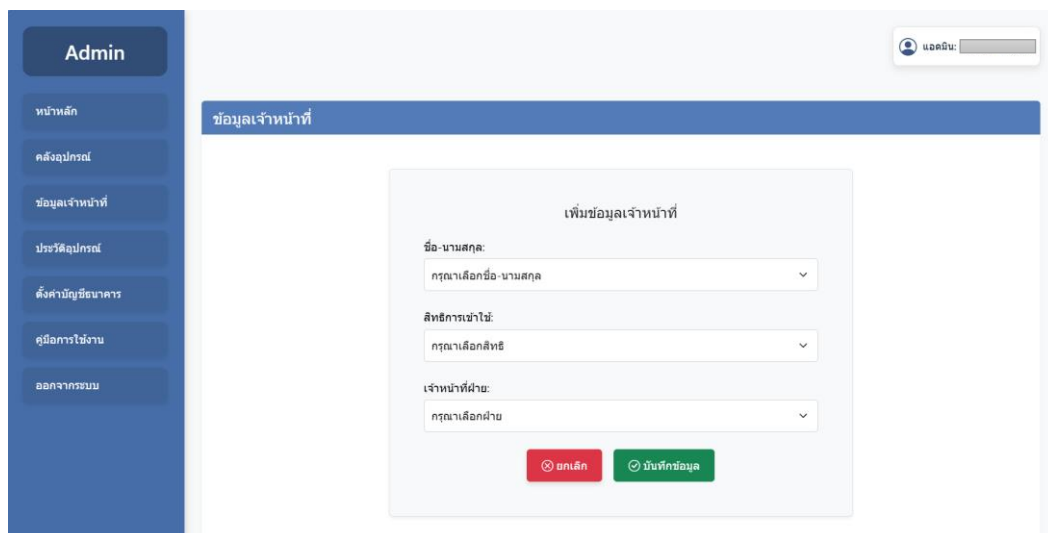 Admin
แอดมิน:
หน้าหลัก
คลังอุปกรณ์
ข้อมูลเจ้าหน้าที่
ประวัติอุปกรณ์
ตั้งค่าบัญชีธนาคาร
คู่มือการใช้งาน
ออกจากระบบ
ข้อมูลเจ้าหน้าที่
เพิ่มข้อมูลเจ้าหน้าที่
ชื่อ-นามสกุล:
กรุณาเลือกชื่อ-นามสกุล
สิทธิการเข้าใช้:
กรุณาเลือกสิทธิ
เจ้าหน้าที่ฝ่าย:
กรุณาเลือกฝ่าย
ยกเลิก บันทึกข้อมูล